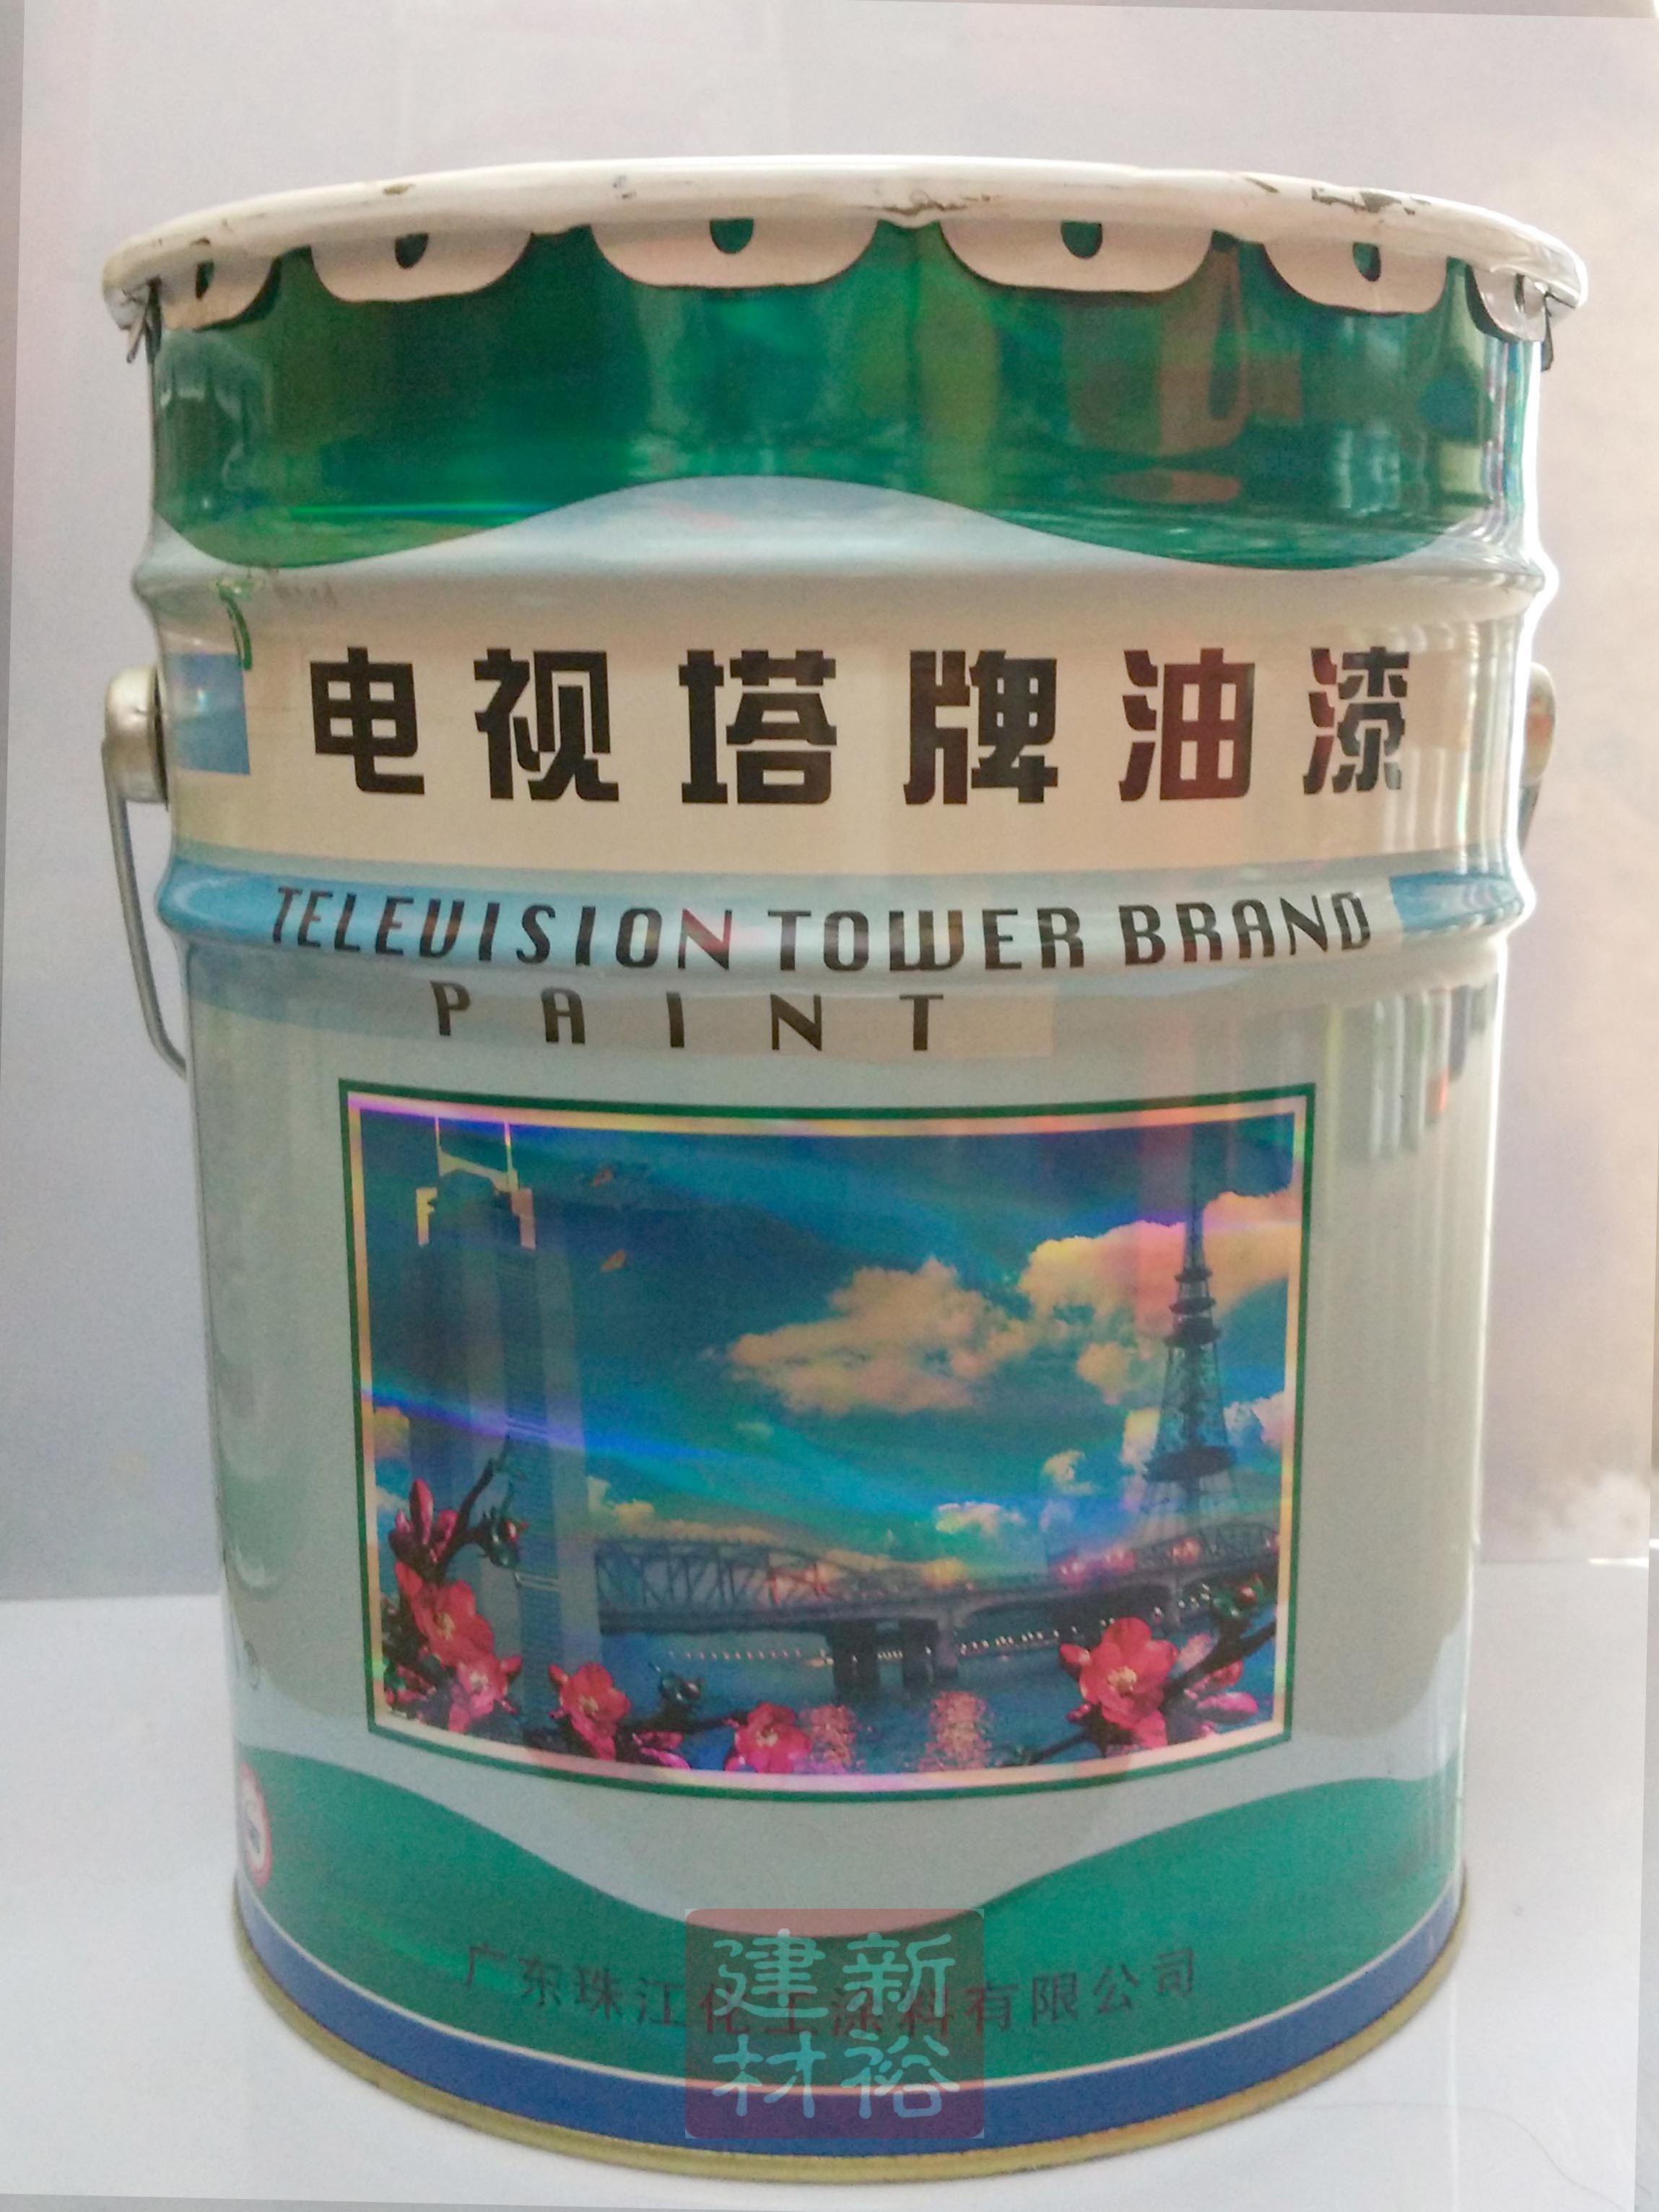 电视塔牌油漆
TELEVISION TOWER BRAND
PAINT
广东珠江化工涂料有限公司
新裕
建材